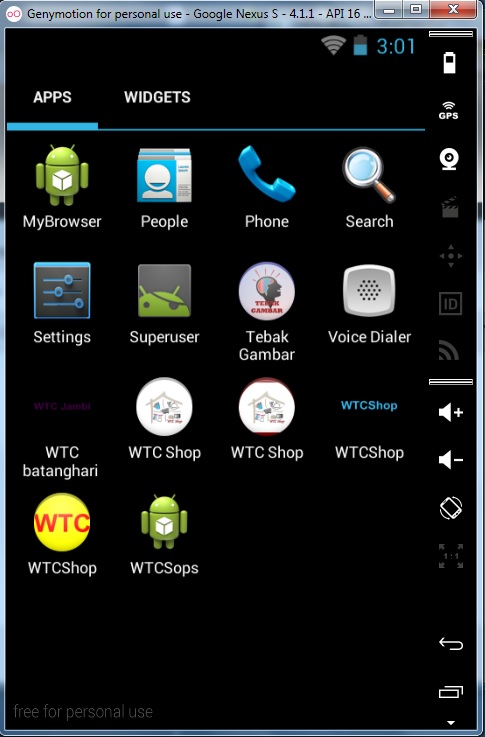 Genymotion for personal use - Google Nexus S - 4.1.1 - API 16 ...
3:01
APPS
WIDGETS
GPS
MyBrowser
People
Phone
Search
ID
TEBAK
GAMBAR
Settings
Superuser
Tebak
Gambar
Voice Dialer
WTC Jambi
WTCShop
WTC
batanghari
WTC Shop
WTC Shop
WTCShop
WTC
1:1
WTCShop
WTCSops
free for personal use